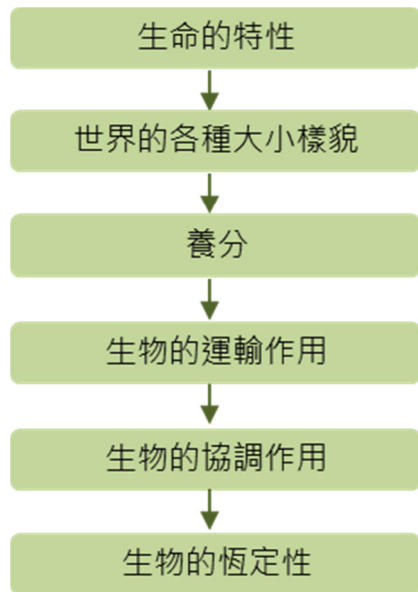 生命的特性
世界的各種大小樣貌
養分
生物的運輸作用
生物的協調作用
生物的恆定性